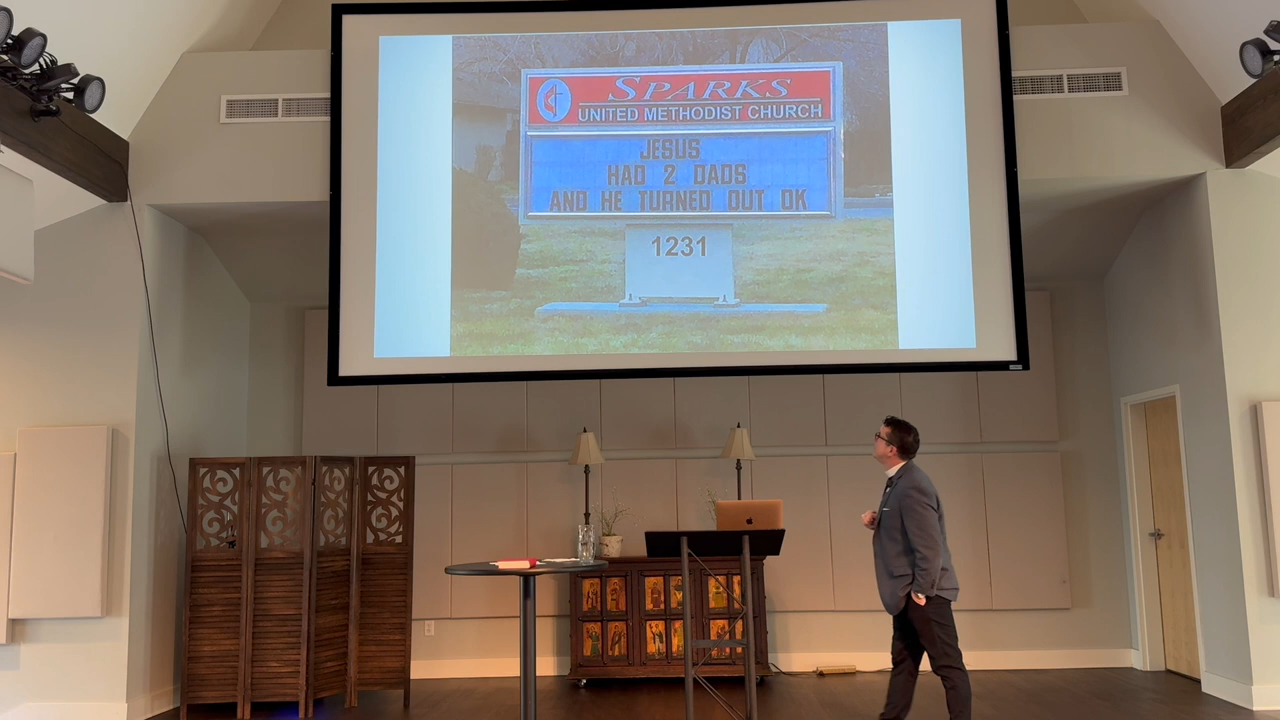 SPARKS
UNITED METHODIST CHURCH
JESUS
HAD 2 DADS
AND HE TURNED OUT OK
1231